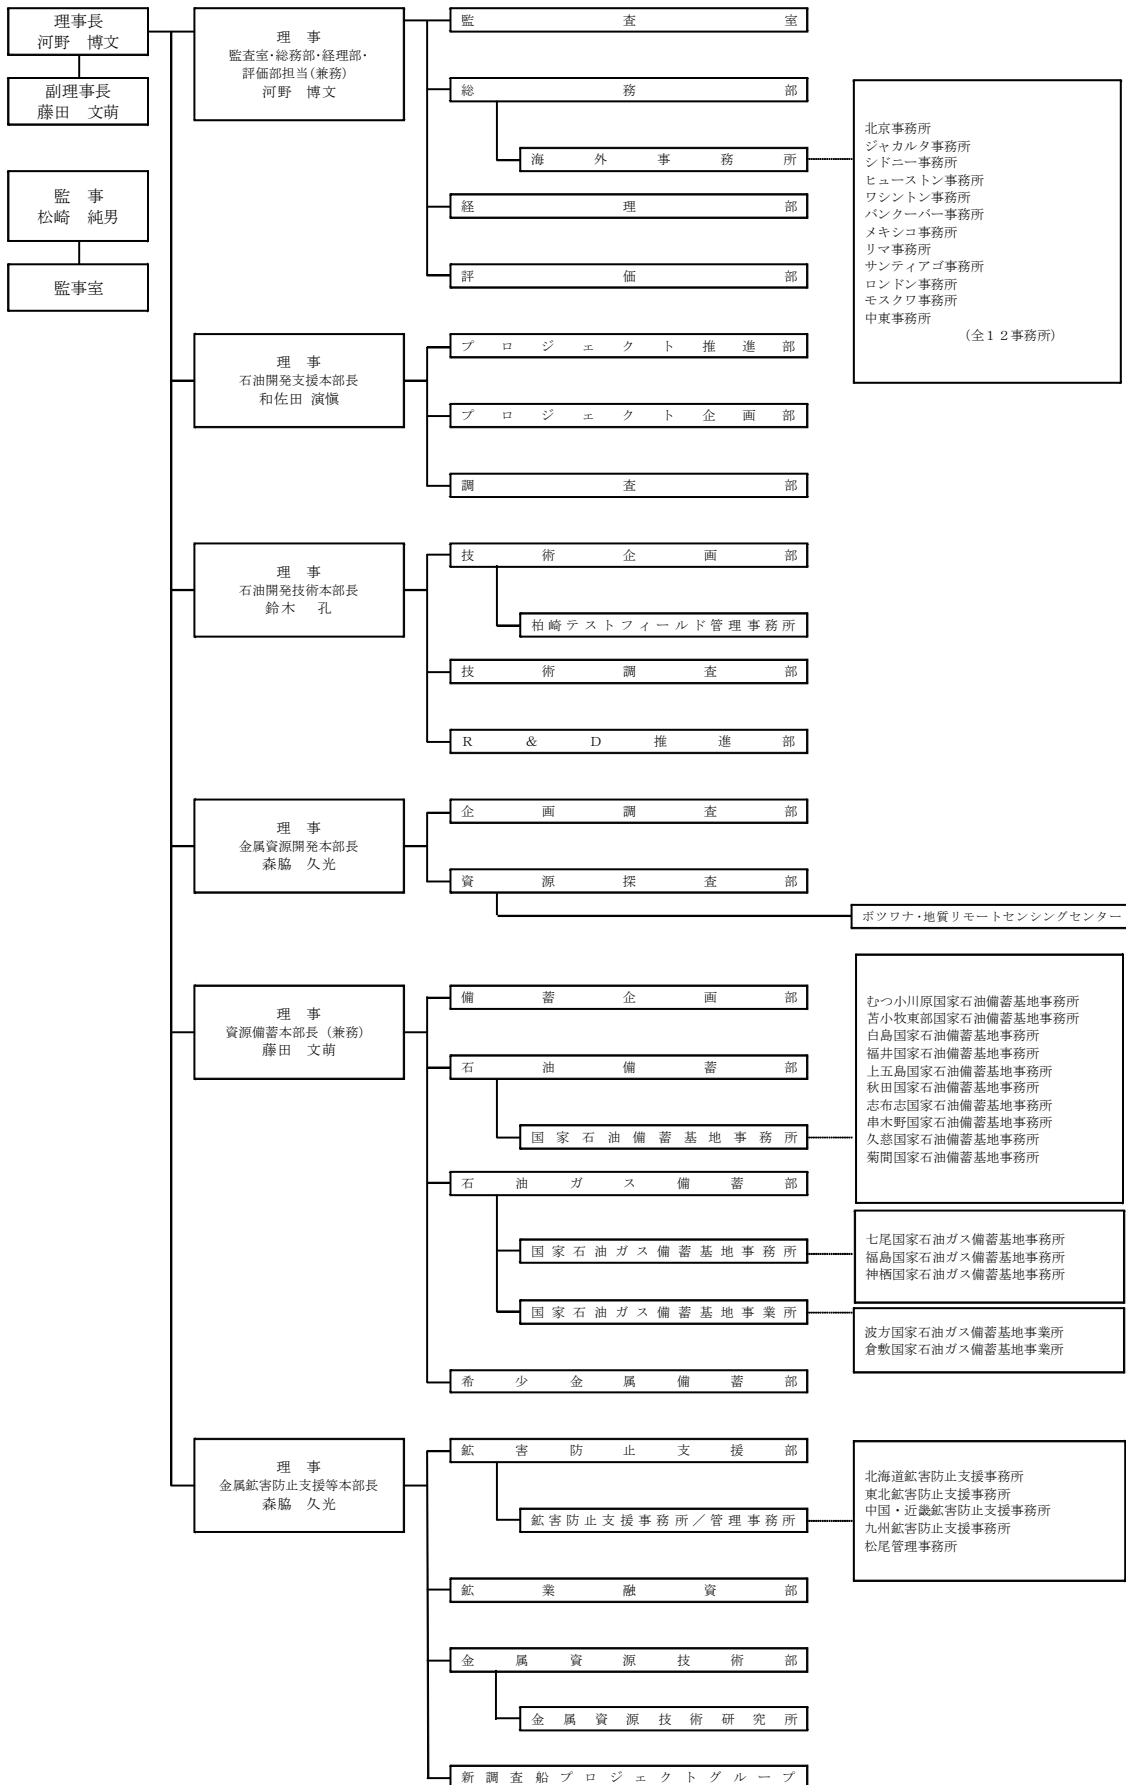 理事長
河野 博文
副理事長
藤田 文萌
監 事
松崎 純男
監事室
理 事
監査室・総務部・経理部・
評価部担当(兼務)
河野 博文
監査室
総務部
海外事務所
経理部
評価部
北京事務所
ジャカルタ事務所
シドニー事務所
ヒューストン事務所
ワシントン事務所
バンクーバー事務所
メキシコ事務所
リマ事務所
サンティアゴ事務所
ロンドン事務所
モスクワ事務所
中東事務所
(全12事務所)
理 事
石油開発支援本部長
和佐田 演愼
プロジェクト推進部
プロジェクト企画部
調査部
理 事
石油開発技術本部長
鈴木 孔
技術企画部
柏崎テストフィールド管理事務所
技術調査部
R&D推進部
理 事
金属資源開発本部長
森脇 久光
企画調査部
資源探査部
ボツワナ・地質リモートセンシングセンター
理 事
資源備蓄本部長 (兼務)
藤田 文萌
備蓄企画部
石油備蓄部
国家石油備蓄基地事務所
むつ小川原国家石油備蓄基地事務所
苫小牧東部国家石油備蓄基地事務所
白島国家石油備蓄基地事務所
福井国家石油備蓄基地事務所
上五島国家石油備蓄基地事務所
秋田国家石油備蓄基地事務所
志布志国家石油備蓄基地事務所
串木野国家石油備蓄基地事務所
久慈国家石油備蓄基地事務所
菊間国家石油備蓄基地事務所
石油ガス備蓄部
国家石油ガス備蓄基地事務所
七尾国家石油ガス備蓄基地事務所
福島国家石油ガス備蓄基地事務所
神栖国家石油ガス備蓄基地事務所
国家石油ガス備蓄基地事業所
波方国家石油ガス備蓄基地事業所
倉敷国家石油ガス備蓄基地事業所
希少金属備蓄部
理 事
金属鉱害防止支援等本部長
森脇 久光
鉱害防止支援部
鉱害防止支援事務所/管理事務所
北海道鉱害防止支援事務所
東北鉱害防止支援事務所
中国・近畿鉱害防止支援事務所
九州鉱害防止支援事務所
松尾管理事務所
鉱業融資部
金属資源技術部
金属資源技術研究所
新調査船プロジェクトグループ